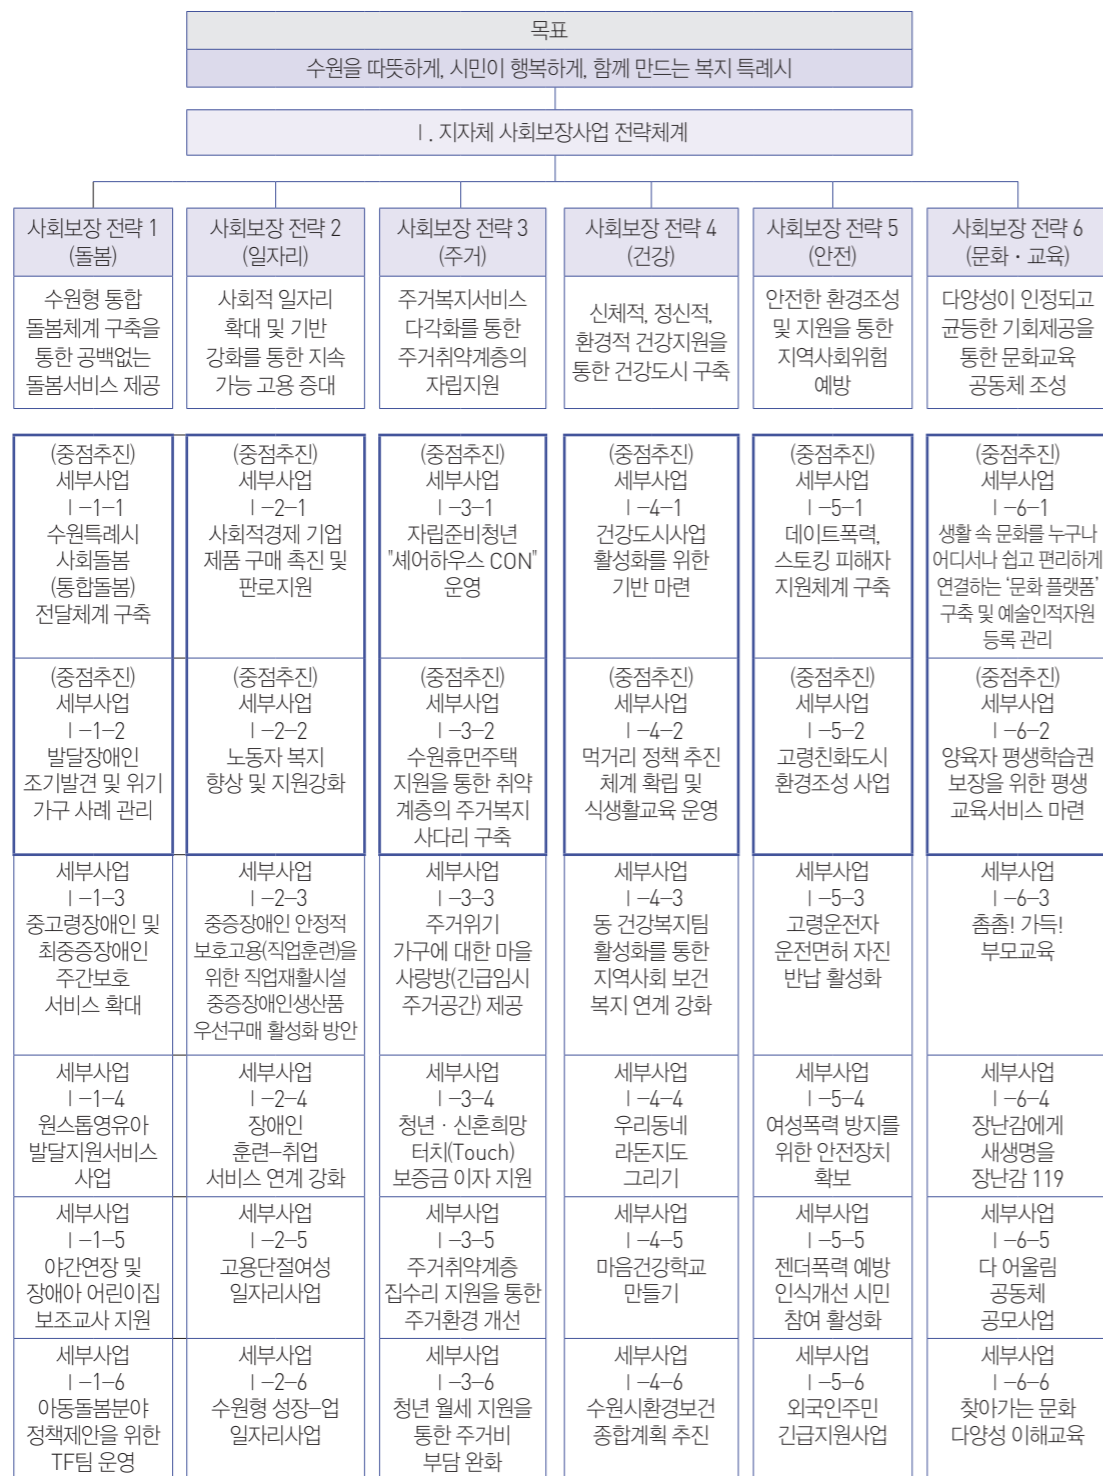 목표
수원을 따뜻하게, 시민이 행복하게, 함께 만드는 복지 특례시
Ⅰ. 지자체 사회보장사업 전략체계
사회보장 전략 1
(돌봄)
수원형 통합
돌봄체계 구축을
통한 공백없는
돌봄서비스 제공
사회보장 전략 2
(일자리)
사회적 일자리
확대 및 기반
강화를 통한 지속
가능 고용 증대
사회보장 전략 3
(주거)
주거복지서비스
다각화를 통한
주거취약계층의
자립지원
사회보장 전략 4
(건강)
신체적, 정신적,
환경적 건강지원을
통한 건강도시 구축
사회보장 전략 5
(안전)
안전한 환경조성
및 지원을 통한
지역사회위험
예방
사회보장 전략 6
(문화 · 교육)
다양성이 인정되고
균등한 기회제공을
통한 문화교육
공동체 조성
(중점추진)
세부사업
Ⅰ-1-1
수원특례시
사회돌봄
(통합돌봄)
전달체계 구축
(중점추진)
세부사업
Ⅰ-2-1
사회적경제 기업
제품 구매 촉진 및
판로지원
(중점추진)
세부사업
Ⅰ-3-1
자립준비청년
"셰어하우스 CON"
운영
(중점추진)
세부사업
Ⅰ-4-1
건강도시사업
활성화를 위한
기반 마련
(중점추진)
세부사업
Ⅰ-5-1
데이트폭력,
스토킹 피해자
지원체계 구축
(중점추진)
세부사업
Ⅰ-6-1
생활 속 문화를 누구나
어디서나 쉽고 편리하게
연결하는 ‘문화 플랫폼’
구축 및 예술인적자원
등록 관리
(중점추진)
세부사업
Ⅰ-1-2
발달장애인
조기발견 및 위기
가구 사례 관리
(중점추진)
세부사업
Ⅰ-2-2
노동자 복지
향상 및 지원강화
(중점추진)
세부사업
Ⅰ-3-2
수원휴먼주택
지원을 통한 취약
계층의 주거복지
사다리 구축
(중점추진)
세부사업
Ⅰ-4-2
먹거리 정책 추진
체계 확립 및
식생활교육 운영
(중점추진)
세부사업
Ⅰ-5-2
고령친화도시
환경조성 사업
(중점추진)
세부사업
Ⅰ-6-2
양육자 평생학습권
보장을 위한 평생
교육서비스 마련
세부사업
Ⅰ-1-3
중고령장애인 및
최중증장애인
주간보호
서비스 확대
세부사업
Ⅰ-2-3
중증장애인 안정적
보호고용(직업훈련)을
위한 직업재활시설
중증장애인생산품
우선구매 활성화 방안
세부사업
Ⅰ-3-3
주거위기
가구에 대한 마을
사랑방(긴급임시
주거공간) 제공
세부사업
Ⅰ-4-3
동 건강복지팀
활성화를 통한
지역사회 보건
복지 연계 강화
세부사업
Ⅰ-5-3
고령운전자
운전면허 자진
반납 활성화
세부사업
Ⅰ-6-3
촘촘! 가득!
부모교육
세부사업
Ⅰ-1-4
원스톱영유아
발달지원서비스
사업
세부사업
Ⅰ-2-4
장애인
훈련-취업
서비스 연계 강화
세부사업
Ⅰ-3-4
청년 · 신혼희망
터치(Touch)
보증금 이자 지원
세부사업
Ⅰ-4-4
우리동네
라돈지도
그리기
세부사업
Ⅰ-5-4
여성폭력 방지를
위한 안전장치
확보
세부사업
Ⅰ-6-4
장난감에게
새생명을
장난감 119
세부사업
Ⅰ-1-5
야간연장 및
장애아 어린이집
보조교사 지원
세부사업
Ⅰ-2-5
고용단절여성
일자리사업
세부사업
Ⅰ-3-5
주거취약계층
집수리 지원을 통한
주거환경 개선
세부사업
Ⅰ-4-5
마음건강학교
만들기
세부사업
Ⅰ-5-5
젠더폭력 예방
인식개선 시민
참여 활성화
세부사업
Ⅰ-6-5
다 어울림
공동체
공모사업
세부사업
Ⅰ-1-6
아동돌봄분야
정책제안을 위한
TF팀 운영
세부사업
Ⅰ-2-6
수원형 성장-업
일자리사업
세부사업
Ⅰ-3-6
청년 월세 지원을
통한 주거비
부담 완화
세부사업
Ⅰ-4-6
수원시환경보건
종합계획 추진
세부사업
Ⅰ-5-6
외국인주민
긴급지원사업
세부사업
Ⅰ-6-6
찾아가는 문화
다양성 이해교육